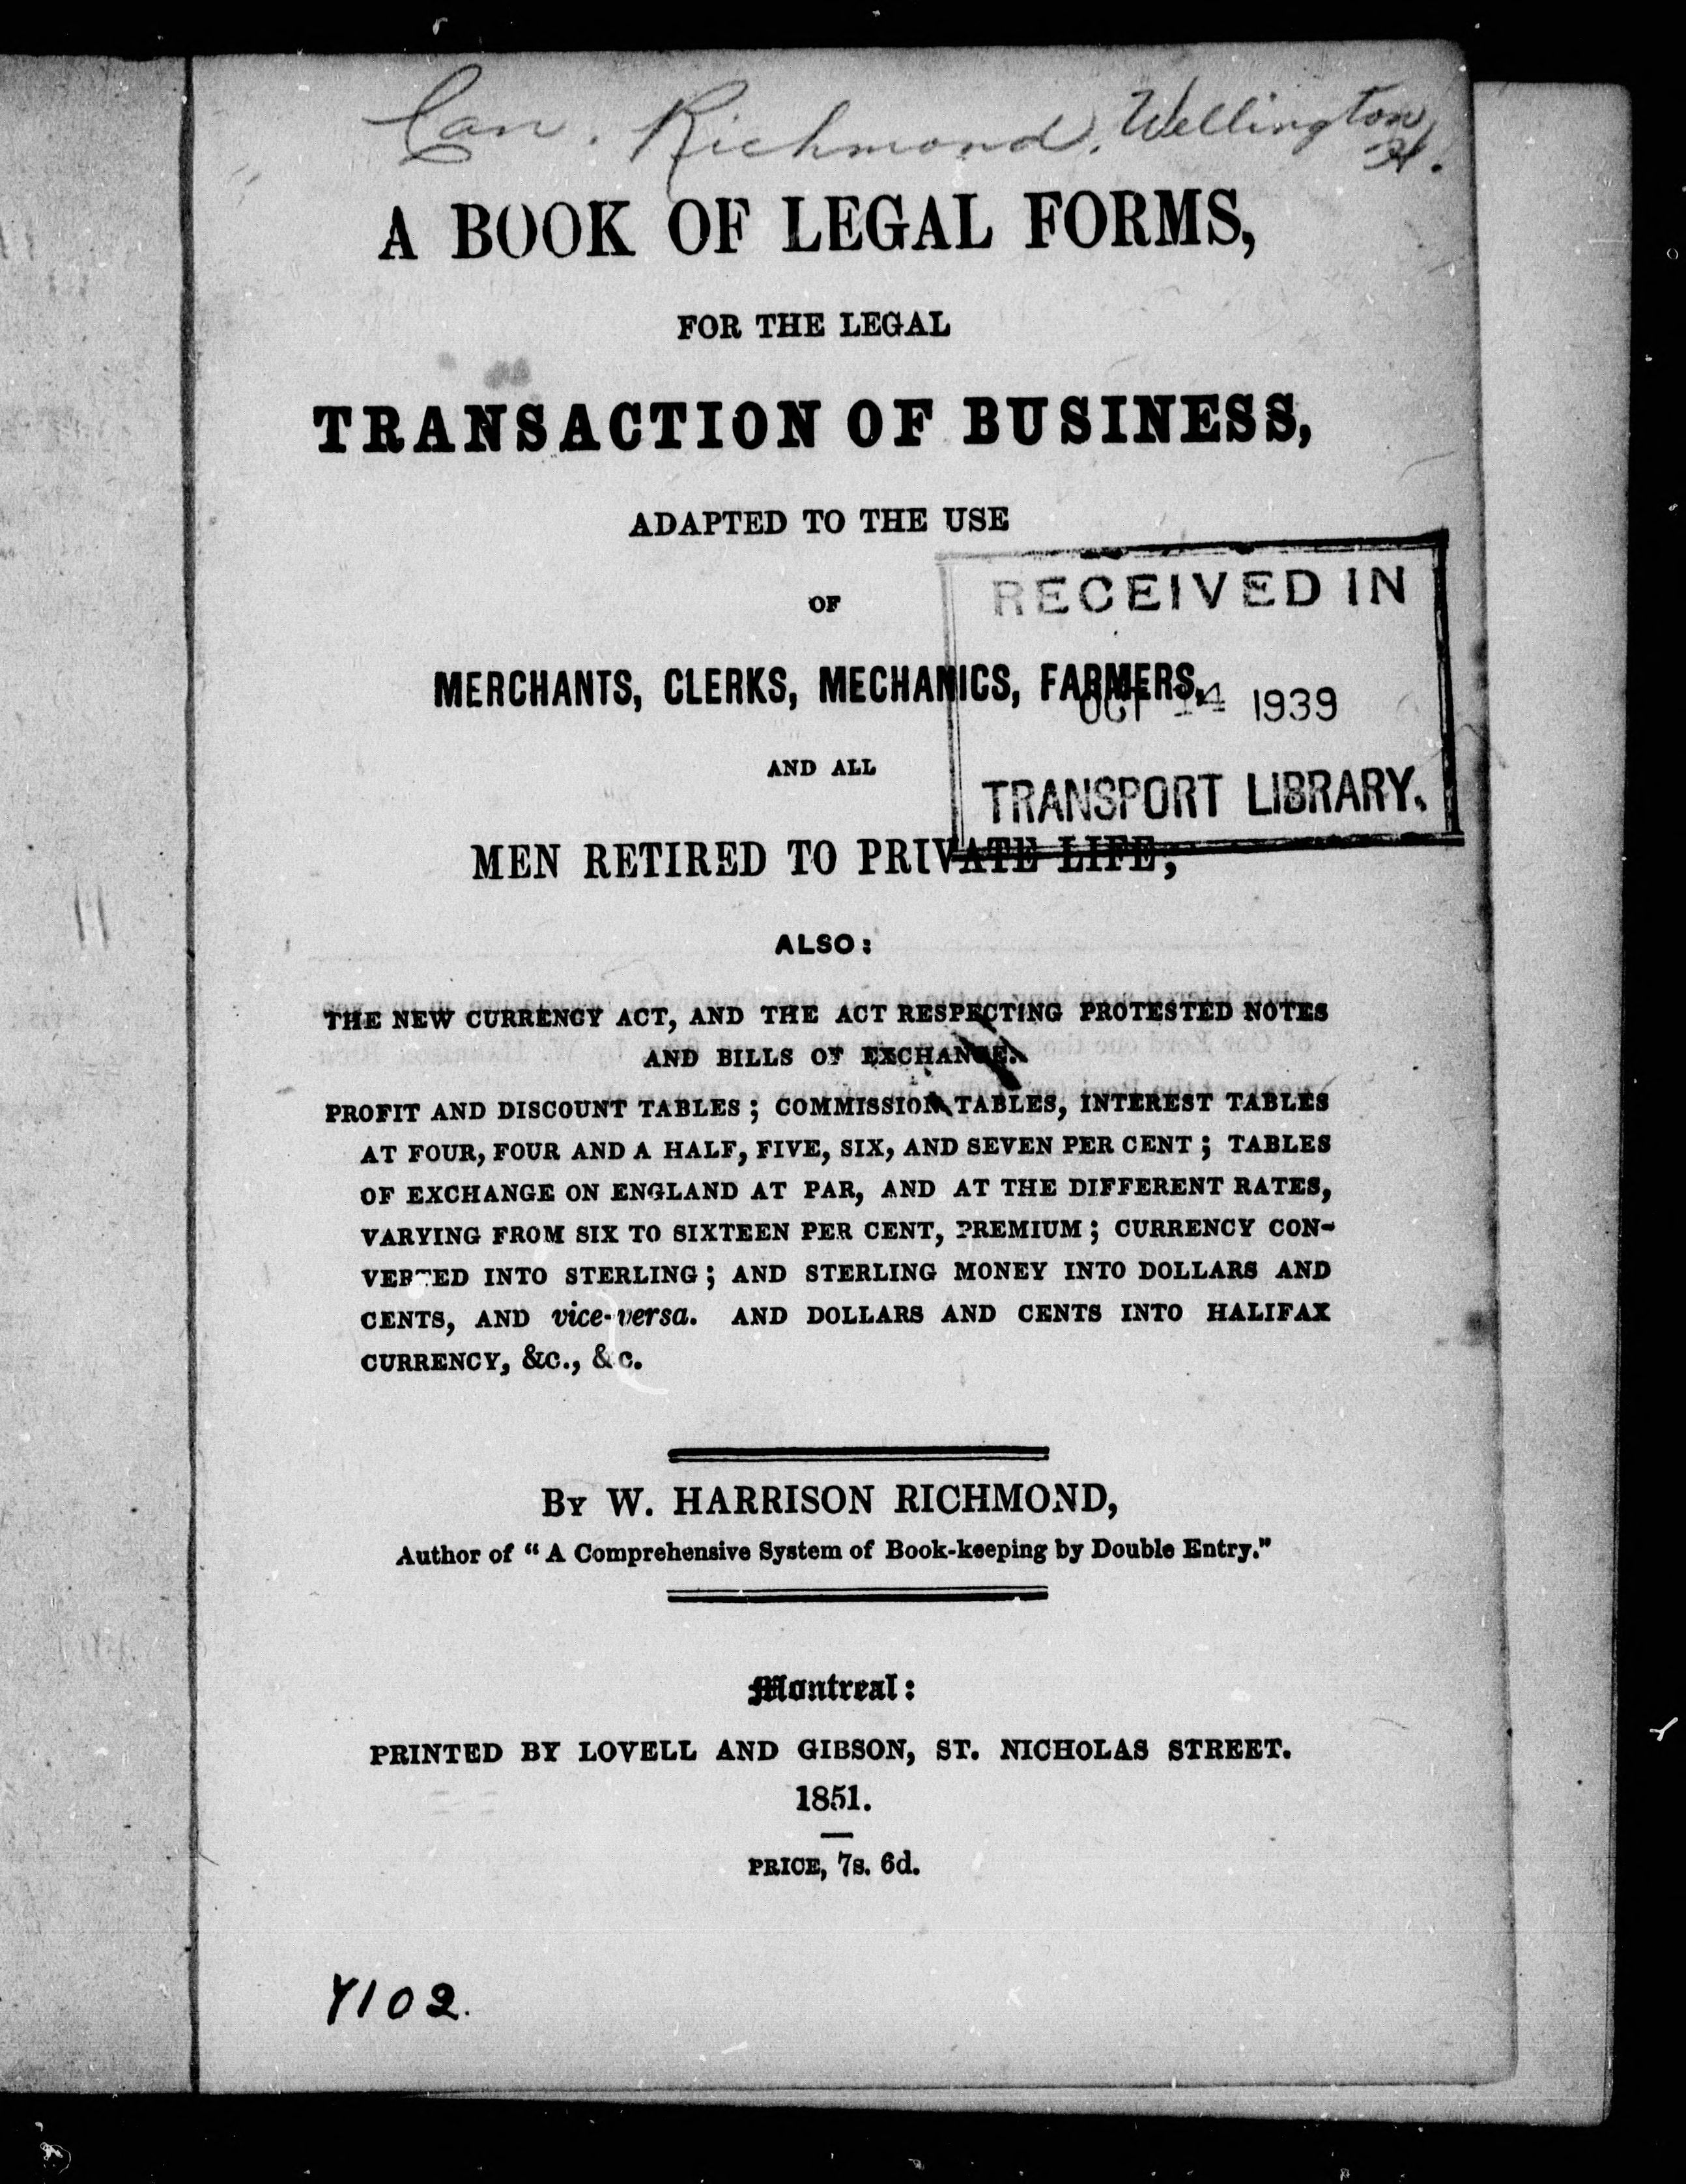 Can. Richmond, Wellington
H.
A BOOK OF LEGAL FORMS,
FOR THE LEGAL
TRANSACTION OF BUSINESS,
ADAPTED TO THE USE
OF
RECEIVED IN
MERCHANTS, CLERKS, MECHANICS, FARMERS,
OCT 1939
AND ALL
TRANSPORT LIBRARY.
MEN RETIRED TO PRIVATE LIFE;
ALSO:
THE NEW CURRENCY ACT, AND THE ACT RESPECTING PROTESTED NOTES
AND BILLS OF EXCHANGE.
PROFIT AND DISCOUNT TABLES; COMMISSION TABLES, INTEREST TABLES
AT FOUR, FOUR AND A HALF, FIVE, SIX, AND SEVEN PER CENT; TABLES
OF EXCHANGE ON ENGLAND AT PAR, AND AT THE DIFFERENT RATES,
VARYING FROM SIX TO SIXTEEN PER CENT, PREMIUM; CURRENCY CON-
VERTED INTO STERLING; AND STERLING MONEY INTO DOLLARS AND
CENTS, AND vice-versa. AND DOLLARS AND CENTS INTO HALIFAX
CURRENCY, &C., &C.
BY W. HARRISON RICHMOND,
Author of "A Comprehensive System of Book-keeping by Double Entry."
Montreal:
PRINTED BY LOVELL AND GIBSON, ST. NICHOLAS STREET.
1851.
PRICE, 7s. 6d.
Y102.